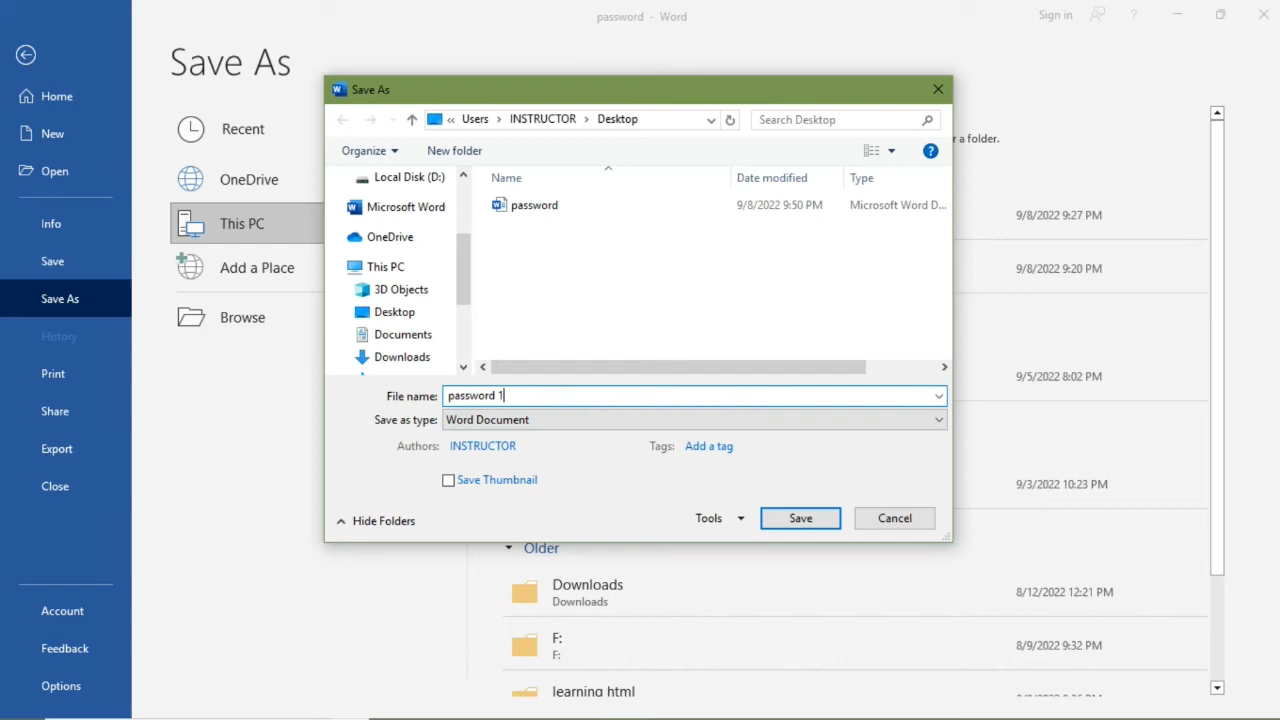 password - Word
Sign in
?
Save As
Home
New
Open
Info
Save
Save As
History
Print
Share
Export
Close
Account
Feedback
Options
Recent
OneDrive
This PC
Add a Place
Browse
Save As
« Users > INSTRUCTOR > Desktop
Search Desktop
Organize
New folder
?
Local Disk (D:)
Microsoft Word
OneDrive
This PC
3D Objects
Desktop
Documents
Downloads
Name Date modified Type
password 9/8/2022 9:50 PM Microsoft Word D...
File name: password 1
Save as type: Word Document
Authors: INSTRUCTOR Tags: Add a tag
Save Thumbnail
Hide Folders
Tools Save Cancel
r a folder.
9/8/2022 9:27 PM
9/8/2022 9:20 PM
9/5/2022 8:02 PM
9/3/2022 10:23 PM
Older
Downloads 8/12/2022 12:21 PM
Downloads
F: 8/9/2022 9:32 PM
F:
learning html